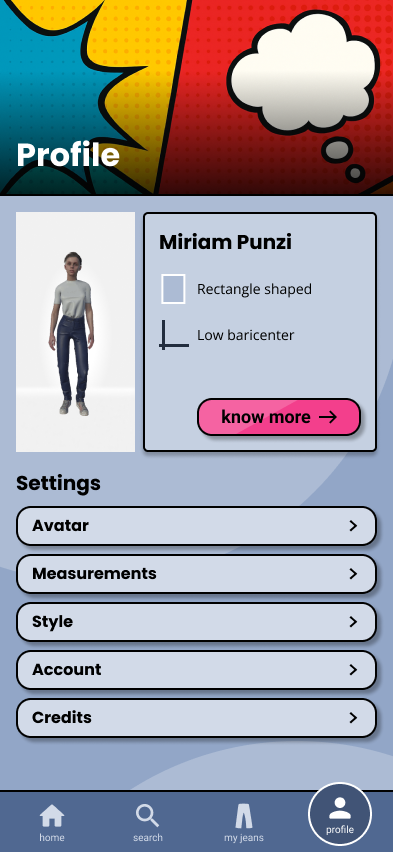 Profile
Miriam Punzi
Rectangle shaped
Low baricenter
know more
Settings
Avatar
Measurements
Style
Account
Credits
home
search
my jeans
profile